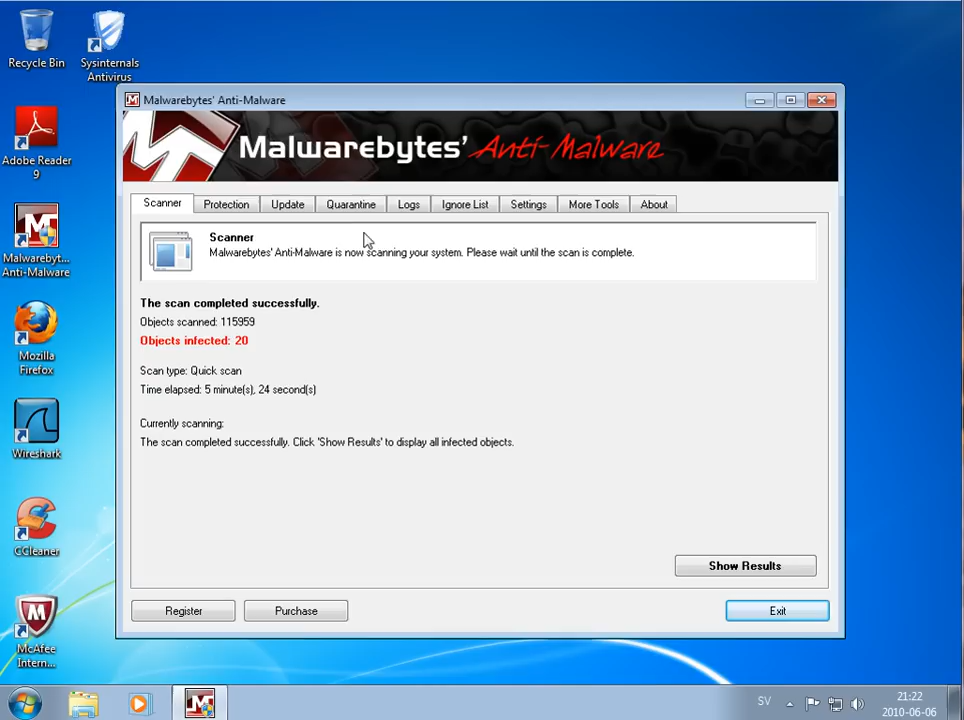 Recycle Bin
Sysinternals
Antivirus
Adobe Reader
9
Malwarebyt...
Anti-Malware
Mozilla
Firefox
Wireshark
CCleaner
McAfee
Intern...
Malwarebytes' Anti-Malware
Malwarebytes' Anti-Malware
Scanner Protection Update Quarantine Logs Ignore List Settings More Tools About
Scanner
Malwarebytes' Anti-Malware is now scanning your system. Please wait until the scan is complete.
The scan completed successfully.
Objects scanned: 115959
Objects infected: 20
Scan type: Quick scan
Time elapsed: 5 minute(s), 24 second(s)
Currently scanning:
The scan completed successfully. Click 'Show Results' to display all infected objects.
Show Results
Register Purchase Exit
SV
21:22
2010-06-06